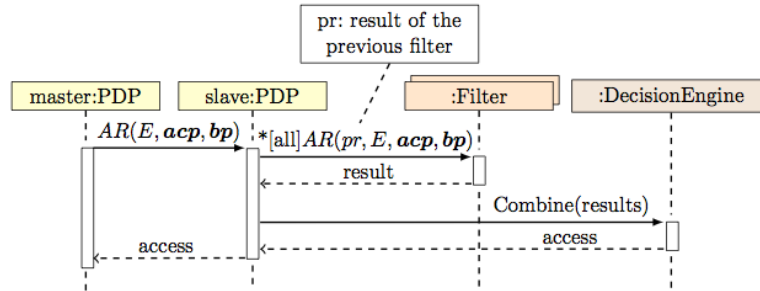 pr: result of the
previous filter
master:PDP
slave:PDP
:Filter
:DecisionEngine
AR(E, acp, bp)
*[all]AR(pr, E, acp, bp)
result
Combine(results)
access
access